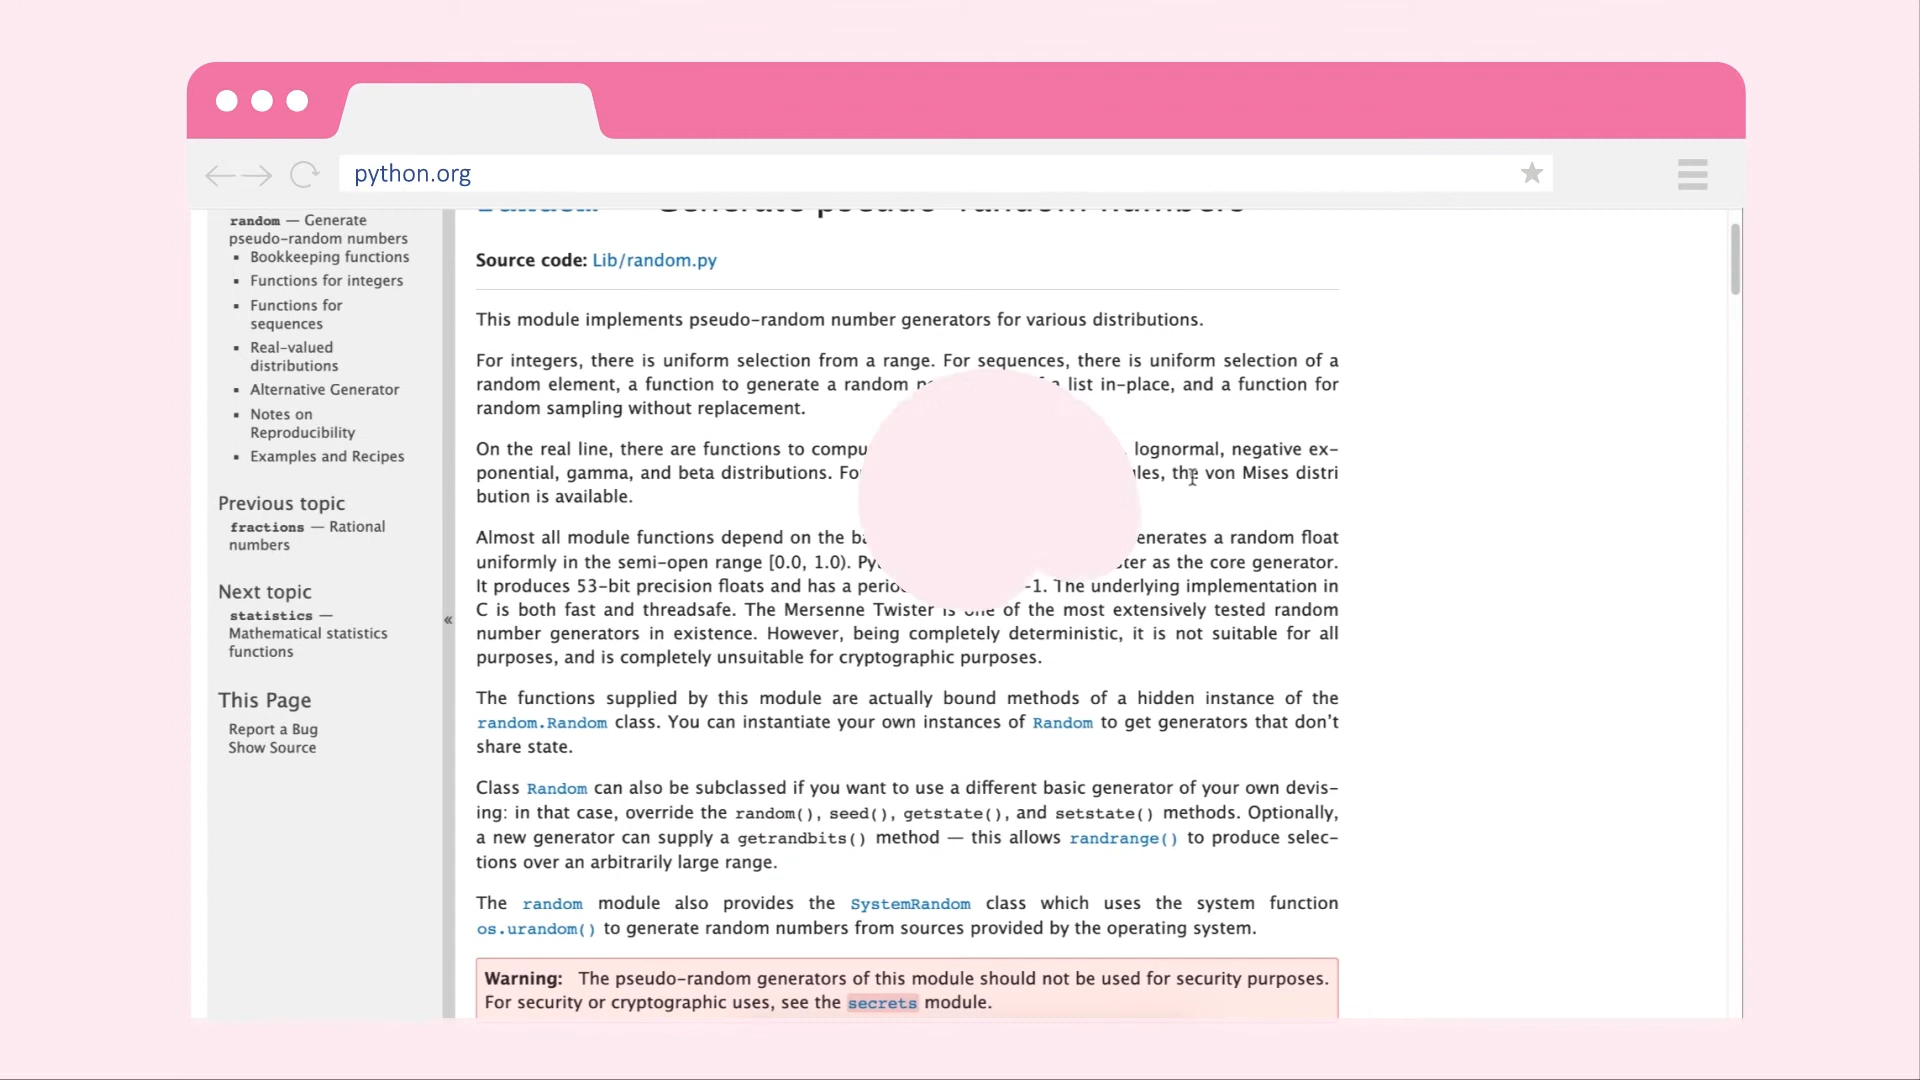 python.org
random — Generate
pseudo-random numbers
▪ Bookkeeping functions
▪ Functions for integers
▪ Functions for
sequences
▪ Real-valued
distributions
▪ Alternative Generator
▪ Notes on
Reproducibility
▪ Examples and Recipes
Previous topic
fractions — Rational
numbers
Next topic
statistics —
Mathematical statistics
functions
This Page
Report a Bug
Show Source
«
Generate pseudo-random numbers
Source code: Lib/random.py
This module implements pseudo-random number generators for various distributions.
For integers, there is uniform selection from a range. For sequences, there is uniform selection of a
random element, a function to generate a random list in-place, and a function for
random sampling without replacement.
On the real line, there are functions to lognormal, negative ex-
ponential, gamma, and beta distributions. the von Mises distri
bution is available.
Almost all module functions depend on the a random float
uniformly in the semi-open range [0.0, 1.0). as the core generator.
It produces 53-bit precision floats and has a -1. The underlying implementation in
C is both fast and threadsafe. The Mersenne Twister is one of the most extensively tested random
number generators in existence. However, being completely deterministic, it is not suitable for all
purposes, and is completely unsuitable for cryptographic purposes.
The functions supplied by this module are actually bound methods of a hidden instance of the
random.Random class. You can instantiate your own instances of Random to get generators that don’t
share state.
Class Random can also be subclassed if you want to use a different basic generator of your own devis-
ing: in that case, override the random(), seed(), getstate(), and setstate() methods. Optionally,
a new generator can supply a getrandbits() method — this allows randrange() to produce selec-
tions over an arbitrarily large range.
The random module also provides the SystemRandom class which uses the system function
os.urandom() to generate random numbers from sources provided by the operating system.
Warning: The pseudo-random generators of this module should not be used for security purposes.
For security or cryptographic uses, see the secrets module.